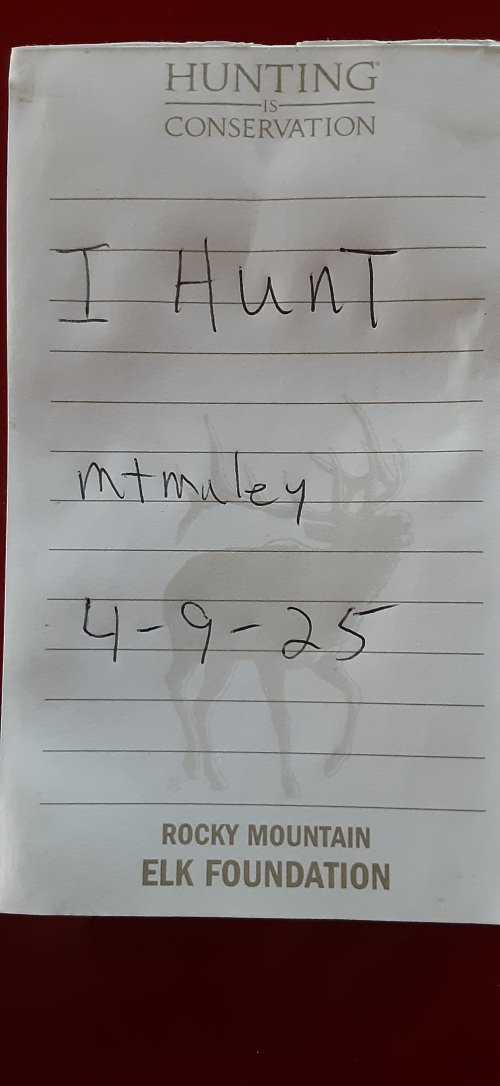 HUNTING®
IS
CONSERVATION
I HunT
mtmuley
4-9-25
®
ROCKY MOUNTAIN
ELK FOUNDATION